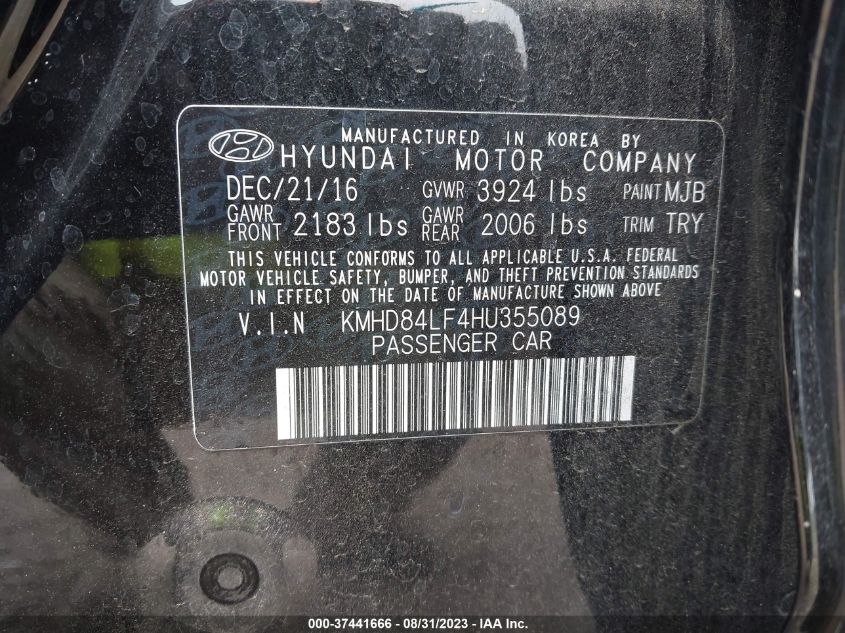 MANUFACTURED IN KOREA BY
HYUNDAI MOTOR COMPANY
DEC/21/16 GVWR 3924 lbs PAINT MJB
GAWR FRONT 2183 lbs GAWR REAR 2006 lbs TRIM TRY
THIS VEHICLE CONFORMS TO ALL APPLICABLE U.S.A. FEDERAL
MOTOR VEHICLE SAFETY, BUMPER, AND THEFT PREVENTION STANDARDS
IN EFFECT ON THE DATE OF MANUFACTURE SHOWN ABOVE
V.I.N KMHD84LF4HU355089
PASSENGER CAR
000-37441666 - 08/31/2023 - IAA Inc.